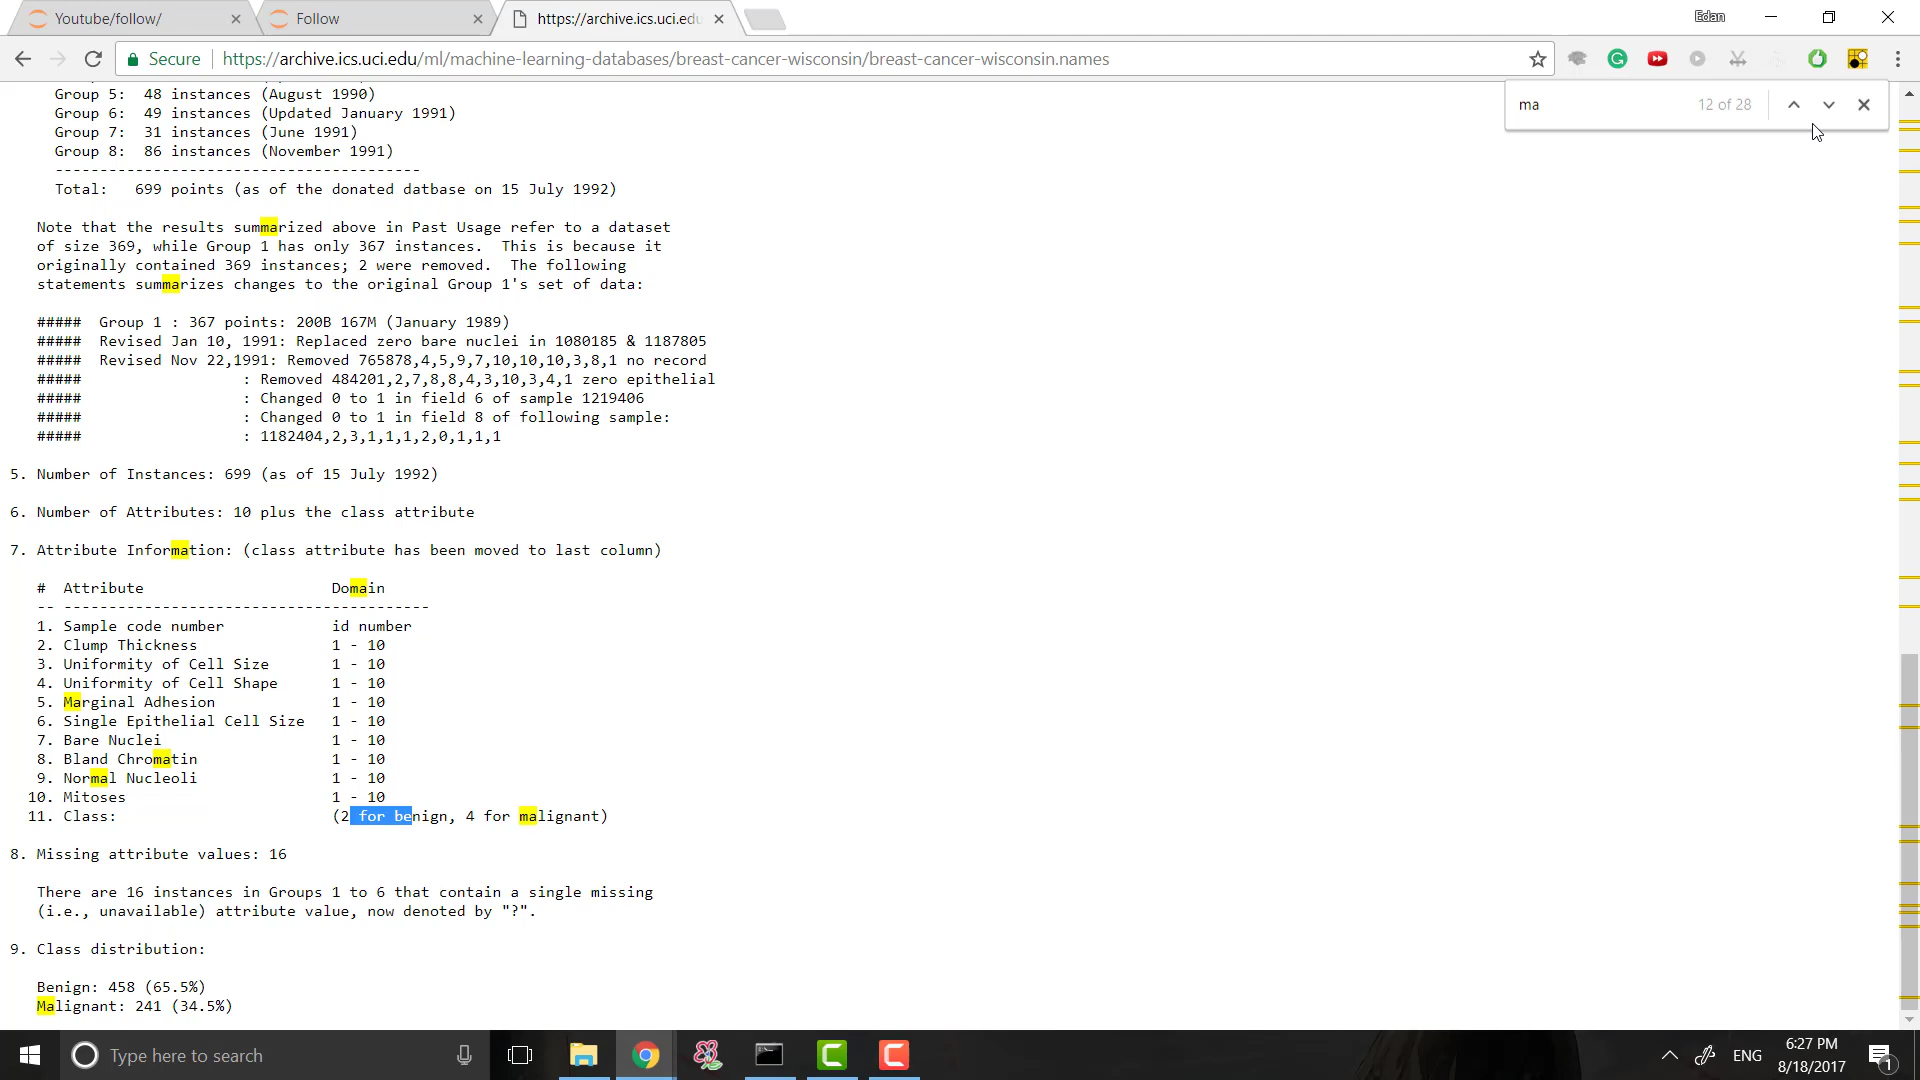 Youtube/follow/
Follow
https://archive.ics.uci.edu
Edan
Secure
https://archive.ics.uci.edu/ml/machine-learning-databases/breast-cancer-wisconsin/breast-cancer-wisconsin.names
ma
12 of 28
Group 5:  48 instances (August 1990)
Group 6:  49 instances (Updated January 1991)
Group 7:  31 instances (June 1991)
Group 8:  86 instances (November 1991)
-----------------------------------------
Total:   699 points (as of the donated datbase on 15 July 1992)
Note that the results summarized above in Past Usage refer to a dataset
of size 369, while Group 1 has only 367 instances.  This is because it
originally contained 369 instances; 2 were removed.  The following
statements summarizes changes to the original Group 1's set of data:
#####  Group 1 : 367 points: 200B 167M (January 1989)
#####  Revised Jan 10, 1991: Replaced zero bare nuclei in 1080185 & 1187805
#####  Revised Nov 22,1991: Removed 765878,4,5,9,7,10,10,10,3,8,1 no record
#####                  : Removed 484201,2,7,8,8,4,3,10,3,4,1 zero epithelial
#####                  : Changed 0 to 1 in field 6 of sample 1219406
#####                  : Changed 0 to 1 in field 8 of following sample:
#####                  : 1182404,2,3,1,1,1,2,0,1,1,1
5. Number of Instances: 699 (as of 15 July 1992)
6. Number of Attributes: 10 plus the class attribute
7. Attribute Information: (class attribute has been moved to last column)
#  Attribute                     Domain
-- -----------------------------------------
1. Sample code number            id number
2. Clump Thickness               1 - 10
3. Uniformity of Cell Size       1 - 10
4. Uniformity of Cell Shape      1 - 10
5. Marginal Adhesion             1 - 10
6. Single Epithelial Cell Size   1 - 10
7. Bare Nuclei                   1 - 10
8. Bland Chromatin               1 - 10
9. Normal Nucleoli               1 - 10
10. Mitoses                       1 - 10
11. Class:                        (2 for benign, 4 for malignant)
8. Missing attribute values: 16
There are 16 instances in Groups 1 to 6 that contain a single missing
(i.e., unavailable) attribute value, now denoted by "?".
9. Class distribution:
Benign: 458 (65.5%)
Malignant: 241 (34.5%)
Type here to search
ENG
6:27 PM
8/18/2017
1